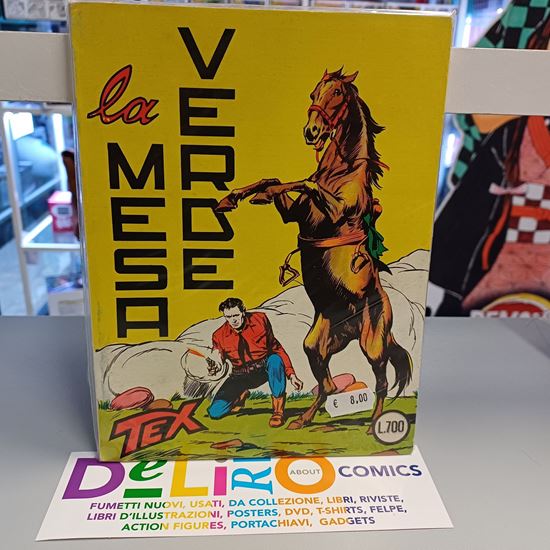 la
MESA
VERDE
TEX
€ 8,00
L.700
DeLiRiO ABOUT COMICS
FUMETTI NUOVI, USATI, DA COLLEZIONE, LIBRI, RIVISTE,
LIBRI D'ILLUSTRAZIONI, POSTERS, DVD, T-SHIRTS, FELPE,
ACTION FIGURES, PORTACHIAVI, GADGETS